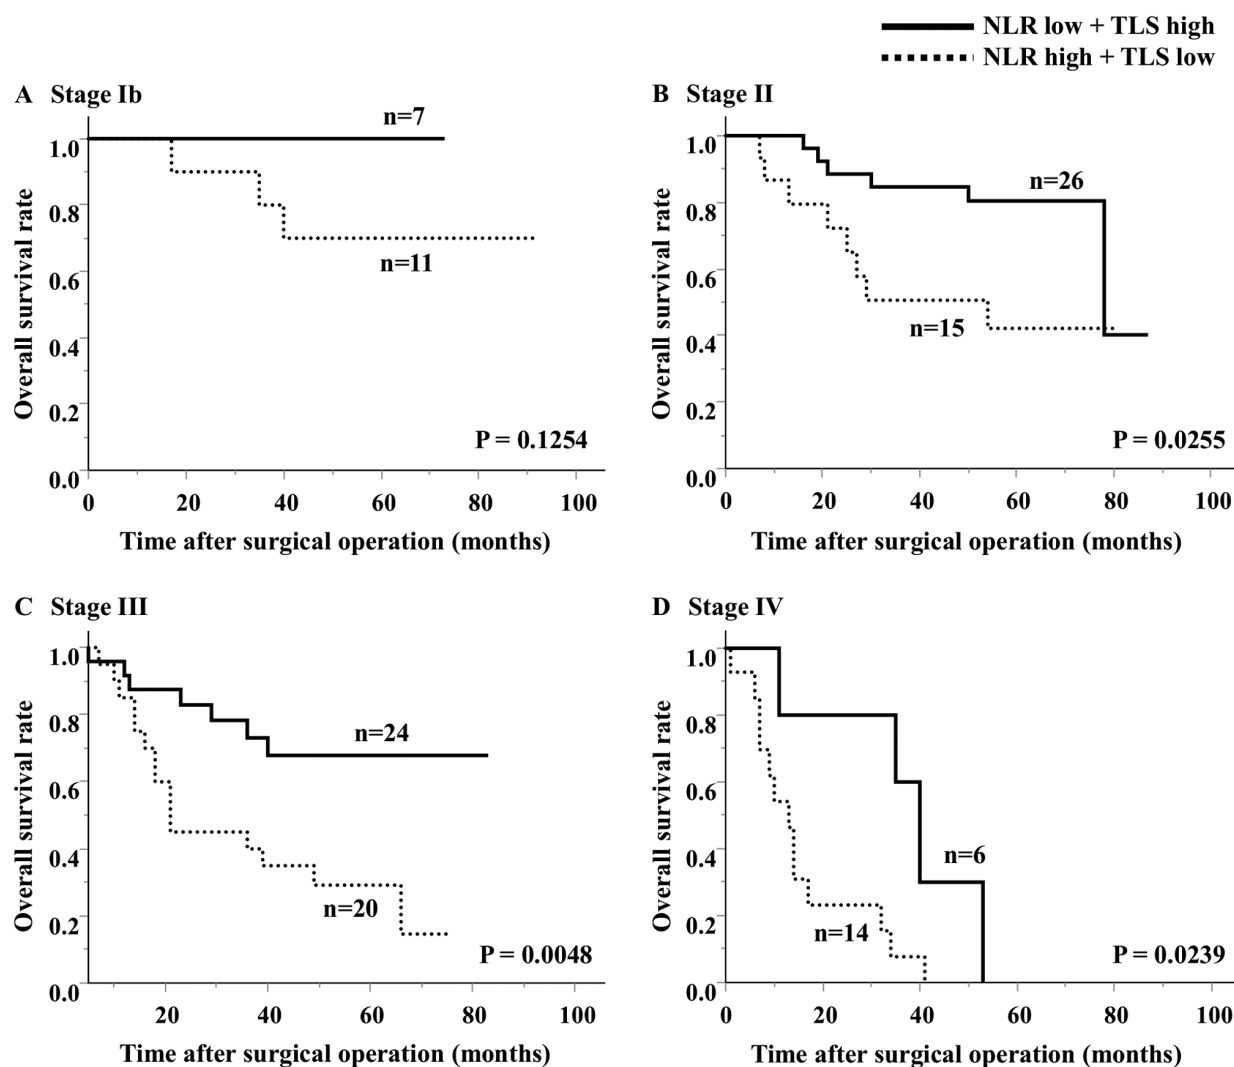 NLR low + TLS high
NLR high + TLS low
A Stage Ib
n=7
n=11
P = 0.1254
Overall survival rate
1.0
0.8
0.6
0.4
0.2
0.0
0 20 40 60 80 100
Time after surgical operation (months)
B Stage II
n=26
n=15
P = 0.0255
Overall survival rate
1.0
0.8
0.6
0.4
0.2
0.0
0 20 40 60 80 100
Time after surgical operation (months)
C Stage III
n=24
n=20
P = 0.0048
Overall survival rate
1.0
0.8
0.6
0.4
0.2
0.0
20 40 60 80 100
Time after surgical operation (months)
D Stage IV
n=6
n=14
P = 0.0239
Overall survival rate
1.0
0.8
0.6
0.4
0.2
0.0
0 20 40 60 80 100
Time after surgical operation (months)